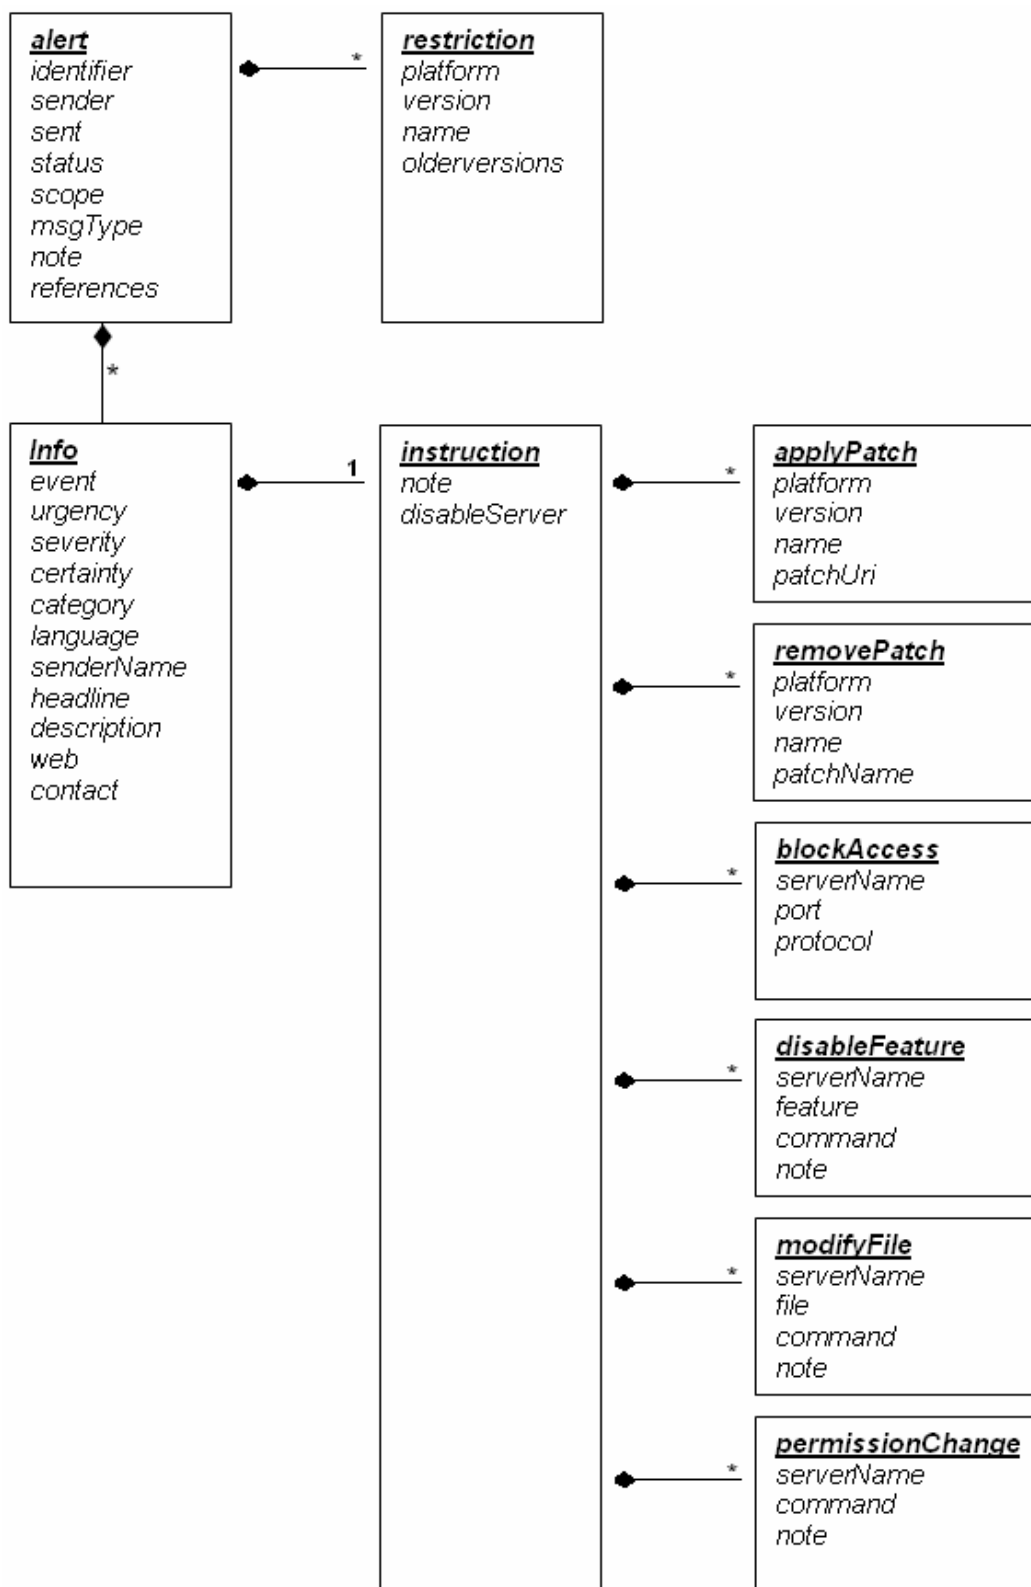 alert
identifier
sender
sent
status
scope
msgType
note
references
*
restriction
platform
version
name
olderversions
*
Info
event
urgency
severity
certainty
category
language
senderName
headline
description
web
contact
1
instruction
note
disableServer
*
applyPatch
platform
version
name
patchUri
*
removePatch
platform
version
name
patchName
*
blockAccess
serverName
port
protocol
*
disableFeature
serverName
feature
command
note
*
modifyFile
serverName
file
command
note
*
permissionChange
serverName
command
note